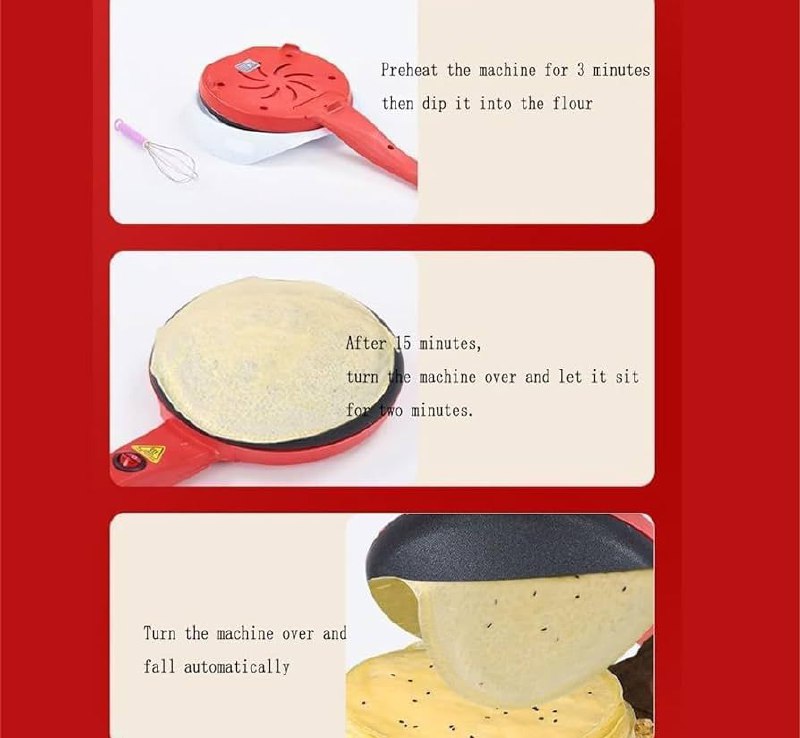 Preheat the machine for 3 minutes
then dip it into the flour
After 15 minutes,
turn the machine over and let it sit
for two minutes.
Turn the machine over and
fall automatically